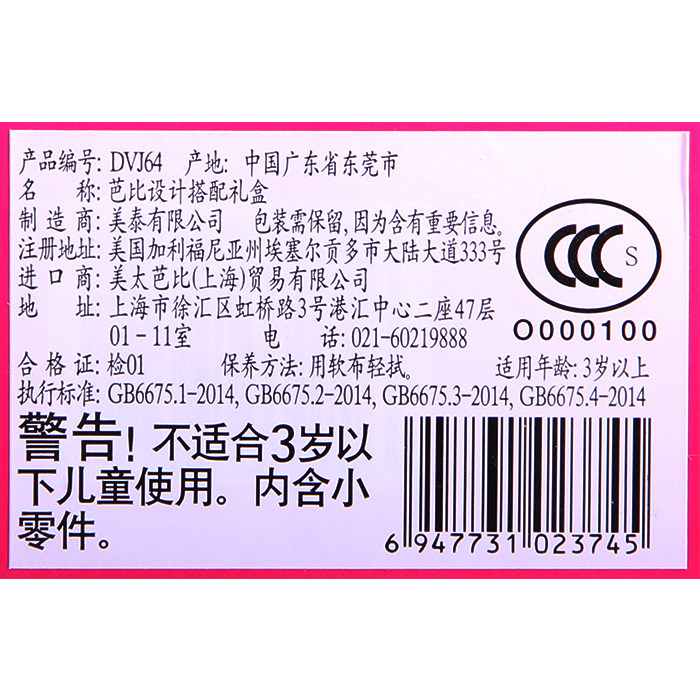 产品编号: DVJ64 产地: 中国广东省东莞市
名 称: 芭比设计搭配礼盒
制 造 商: 美泰有限公司 包装需保留,因为含有重要信息。
注册地址: 美国加利福尼亚州埃塞尔贡多市大陆大道333号
进 口 商: 美太芭比(上海)贸易有限公司
地 址: 上海市徐汇区虹桥路3号港汇中心二座47层
01-11室 电 话: 021-60219888
CCC S
O000100
合 格 证: 检01 保养方法: 用软布轻拭。 适用年龄: 3岁以上
执行标准: GB6675.1-2014, GB6675.2-2014, GB6675.3-2014, GB6675.4-2014
警告! 不适合3岁以
下儿童使用。内含小
零件。
6 947731 023745